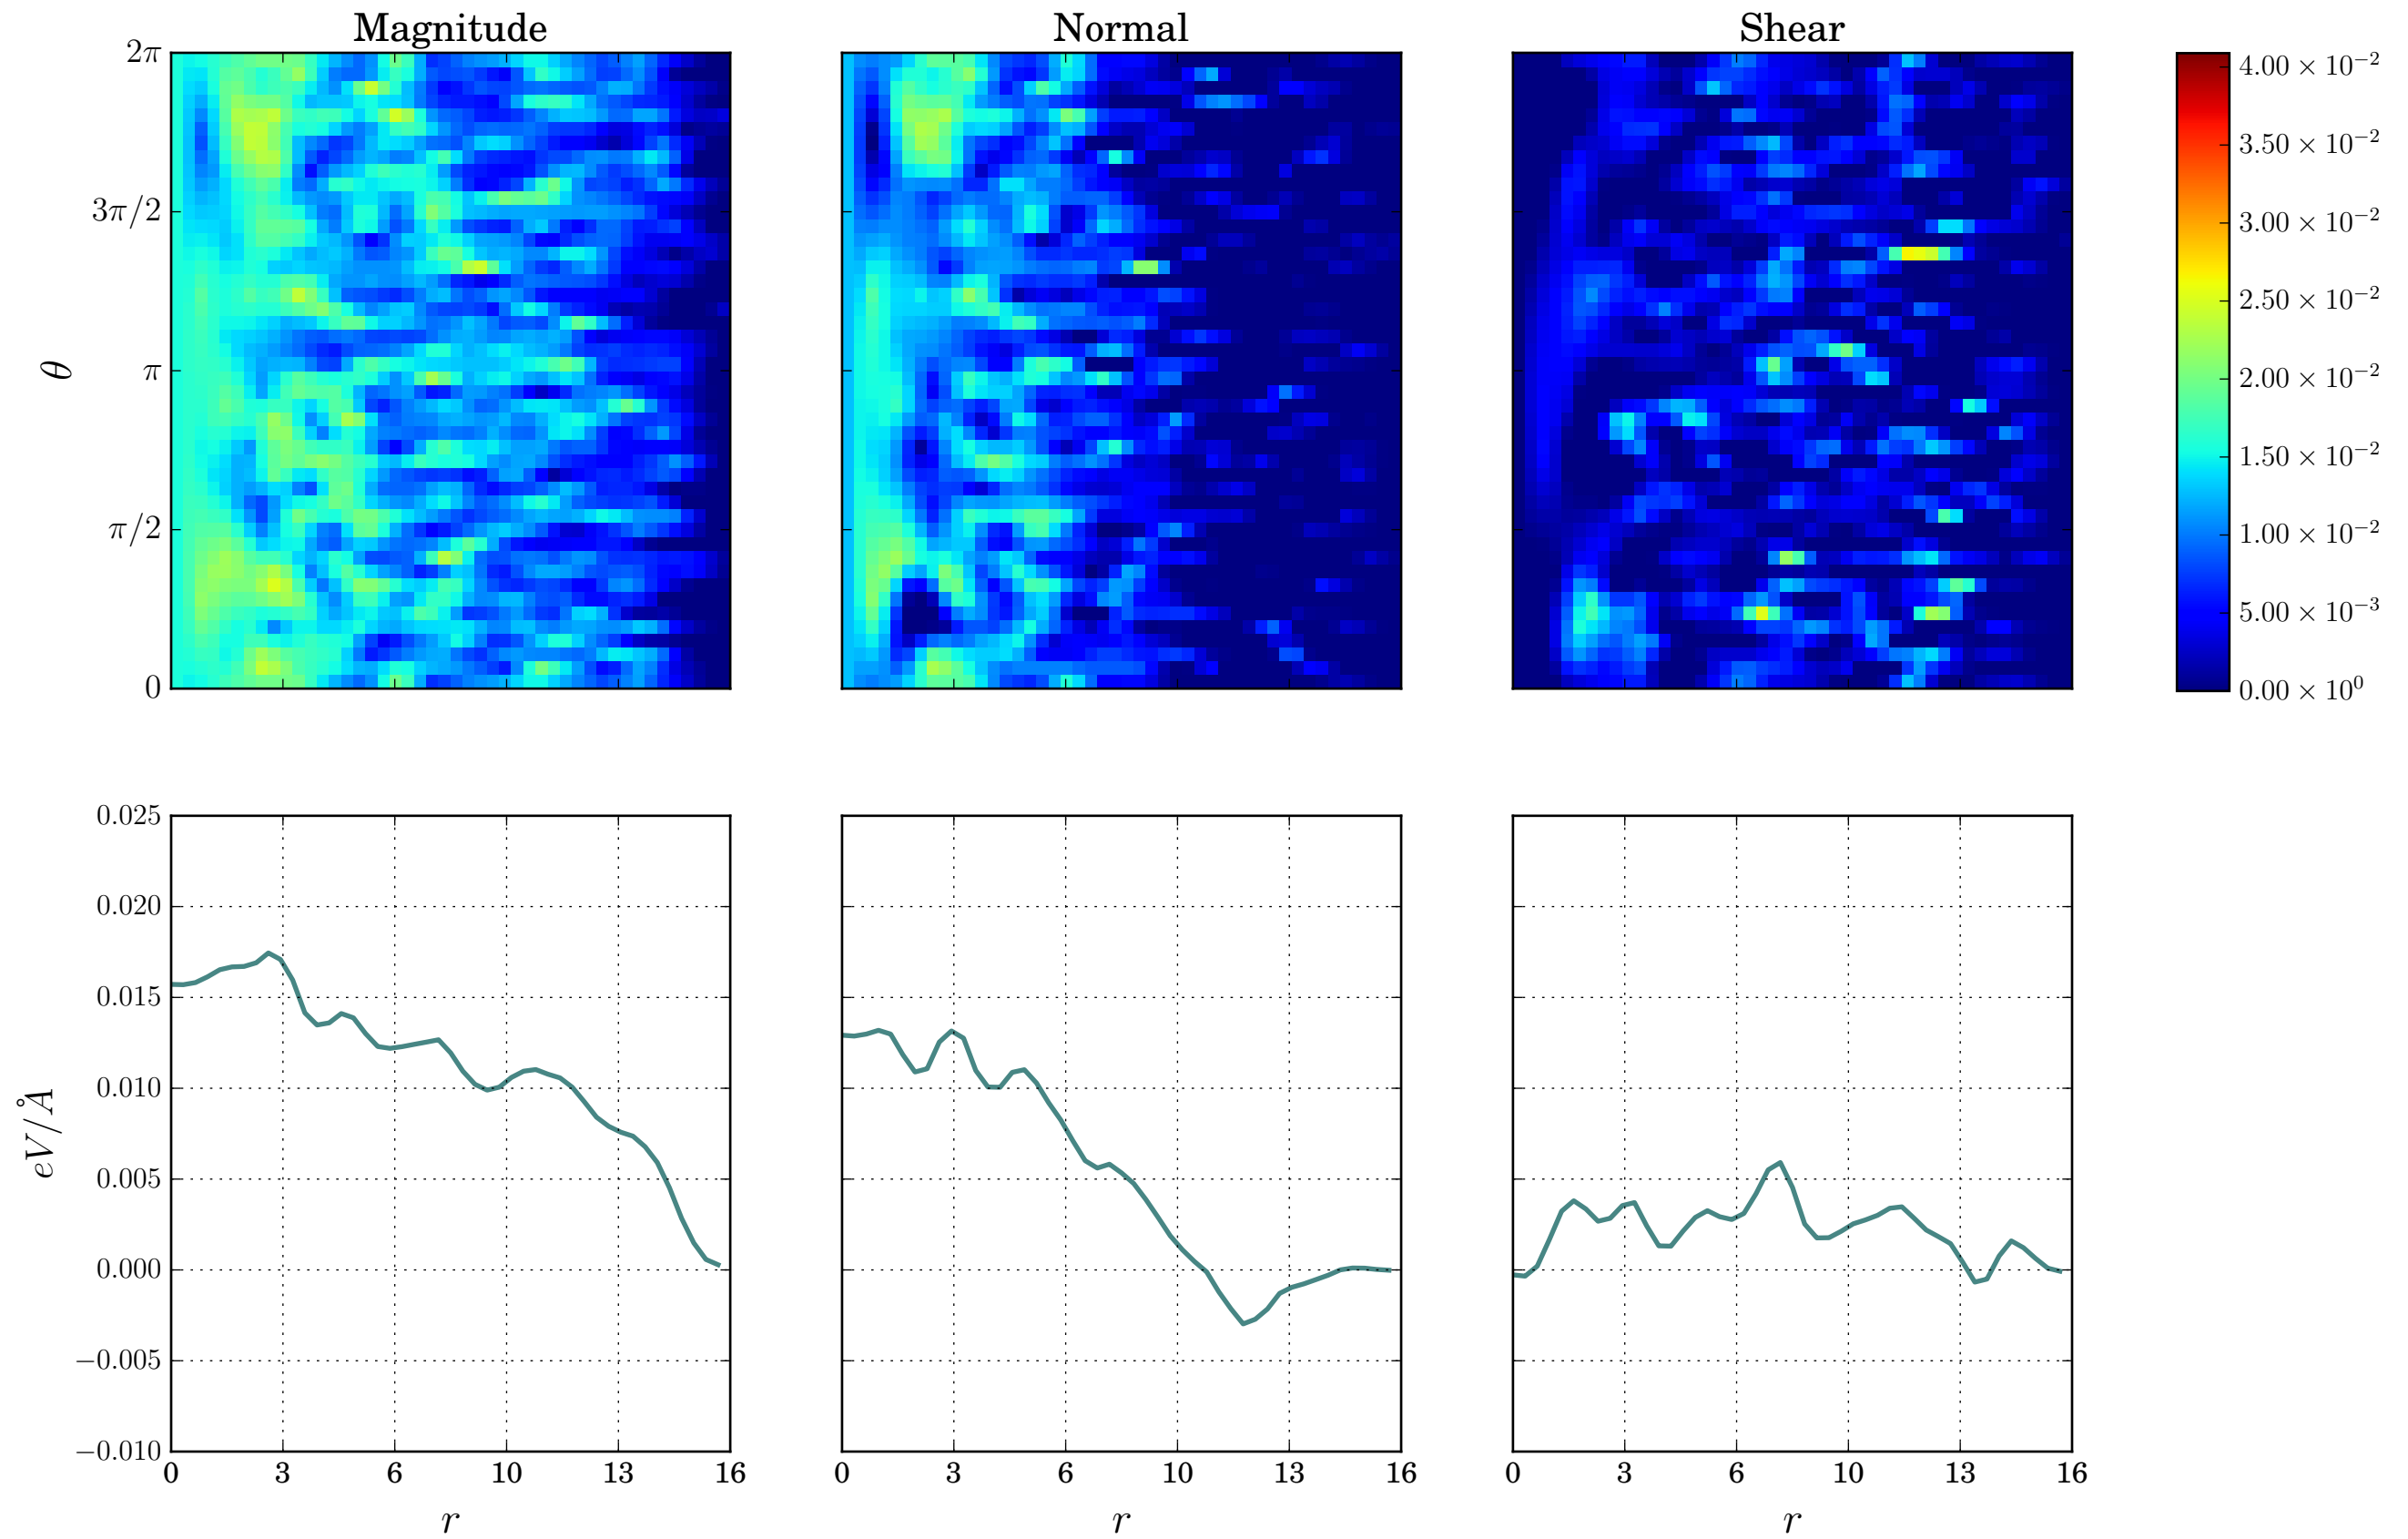 Magnitude Normal Shear
2π
3π/2
π
π/2
0
θ
4.00 × 10⁻²
3.50 × 10⁻²
3.00 × 10⁻²
2.50 × 10⁻²
2.00 × 10⁻²
1.50 × 10⁻²
1.00 × 10⁻²
5.00 × 10⁻³
0.00 × 10⁰
0.025
0.020
0.015
0.010
0.005
0.000
−0.005
−0.010
eV/Å
0 3 6 10 13 16 0 3 6 10 13 16 0 3 6 10 13 16
r r r